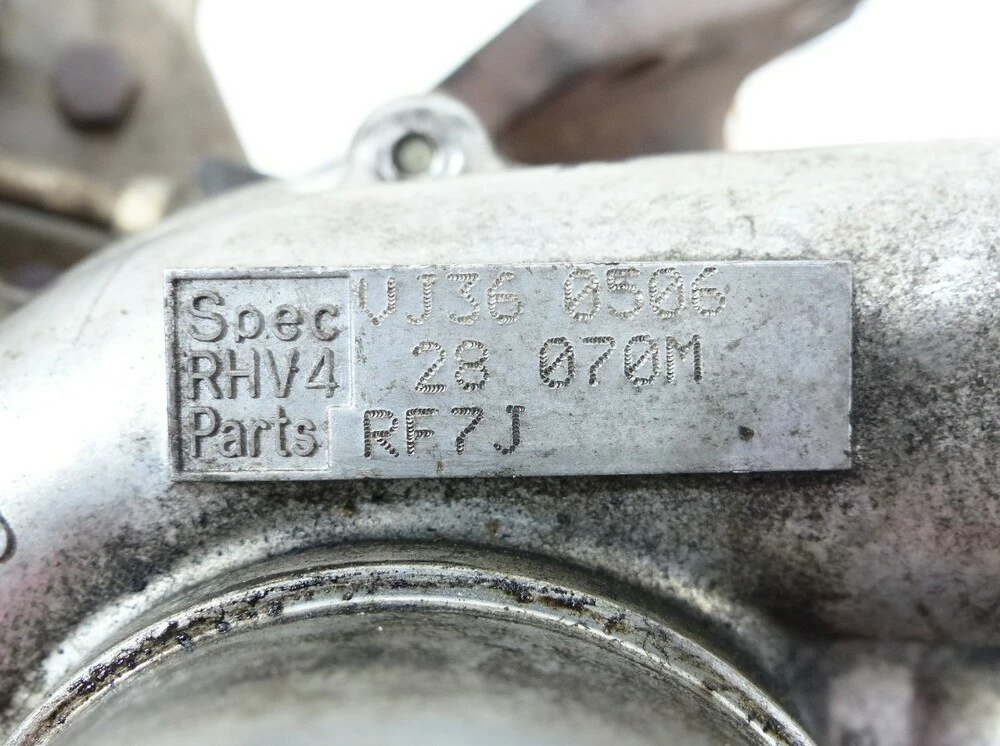 Spec VJ36 0506
RHV4 28 070M
Parts RF7J